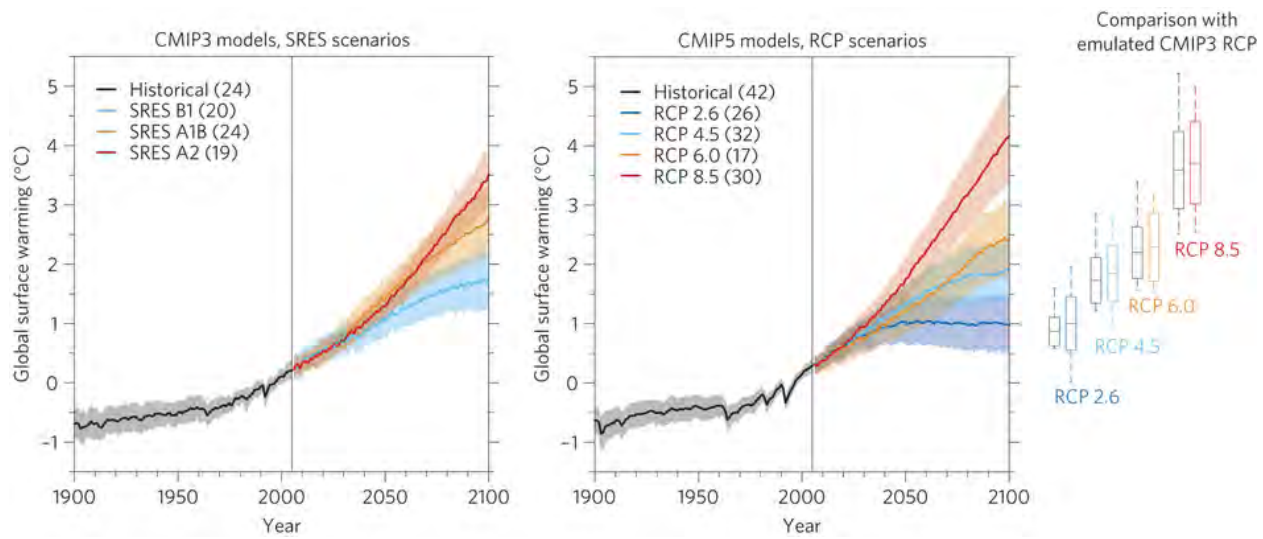 CMIP3 models, SRES scenarios
5
4
3
2
1
0
−1
Global surface warming (°C)
Historical (24)
SRES B1 (20)
SRES A1B (24)
SRES A2 (19)
1900
1950
2000
2050
2100
Year
CMIP5 models, RCP scenarios
5
4
3
2
1
0
−1
Global surface warming (°C)
Historical (42)
RCP 2.6 (26)
RCP 4.5 (32)
RCP 6.0 (17)
RCP 8.5 (30)
1900
1950
2000
2050
2100
Year
Comparison with
emulated CMIP3 RCP
RCP 8.5
RCP 6.0
RCP 4.5
RCP 2.6